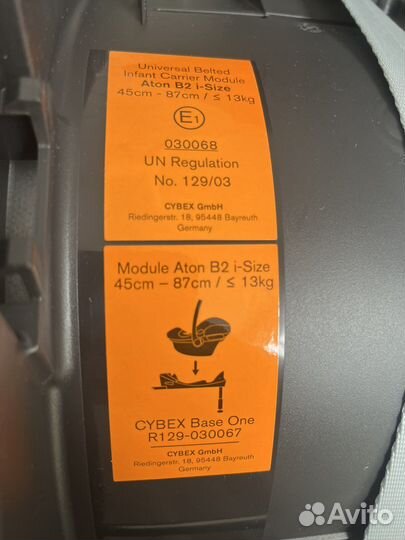 Universal Belted
Infant Carrier Module
Aton B2 i-Size
45cm - 87cm / ≤ 13kg
E1
030068
UN Regulation
No. 129/03
CYBEX GmbH
Riedingerstr. 18, 95448 Bayreuth
Germany
Module Aton B2 i-Size
45cm – 87cm / ≤ 13kg
CYBEX Base One
R129-030067
CYBEX GmbH
Riedingerstr. 18, 95448 Bayreuth
Germany
Avito